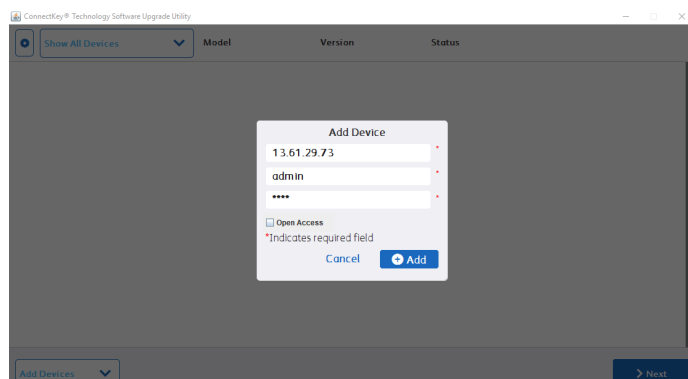 ConnectKey® Technology Software Upgrade Utility
Show All Devices Model Version Status
Add Device
13.61.29.73 *
admin *
**** *
Open Access
*Indicates required field
Cancel Add
Add Devices Next